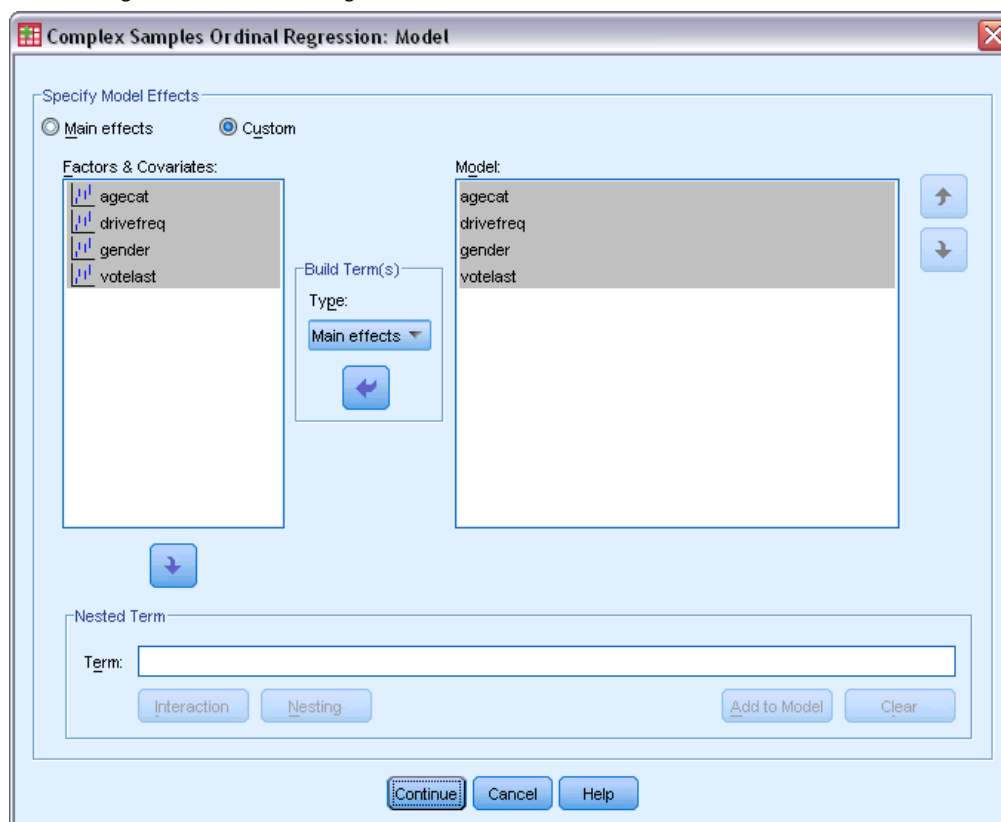 Complex Samples Ordinal Regression: Model
Specify Model Effects
Main effects
Custom
Factors & Covariates:
agecat
drivefreq
gender
votelast
Build Term(s)
Type:
Main effects
Model:
agecat
drivefreq
gender
votelast
Nested Term
Term:
Interaction
Nesting
Add to Model
Clear
Continue
Cancel
Help